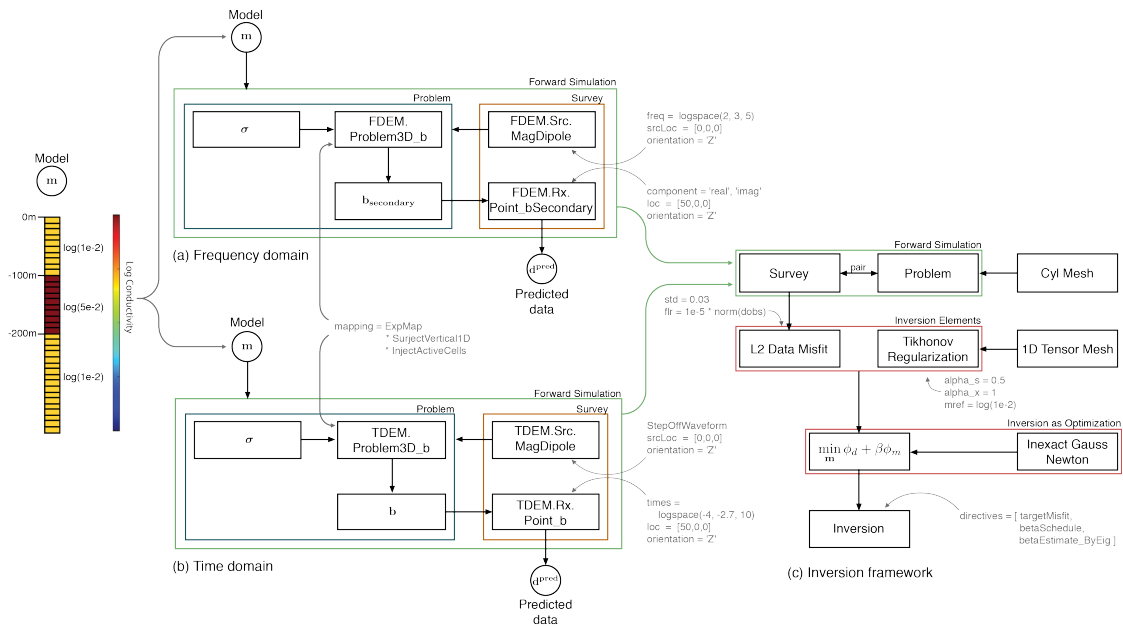 Model
m
0m
log(1e-2)
-100m
log(5e-2)
-200m
log(1e-2)
Log Conductivity
Model
m
Forward Simulation
Problem
Survey
σ
FDEM.
Problem3D_b
FDEM.Src.
MagDipole
b_secondary
FDEM.Rx.
Point_bSecondary
freq = logspace(2, 3, 5)
srcLoc = [0,0,0]
orientation = 'Z'
component = 'real', 'imag'
loc = [50,0,0]
orientation = 'Z'
(a) Frequency domain
d^pred
Predicted
data
mapping = ExpMap
* SurjectVertical1D
* InjectActiveCells
Model
m
Forward Simulation
Problem
Survey
σ
TDEM.
Problem3D_b
TDEM.Src.
MagDipole
b
TDEM.Rx.
Point_b
StepOffWaveform
srcLoc = [0,0,0]
orientation = 'Z'
times =
logspace(-4, -2.7, 10)
loc = [50,0,0]
orientation = 'Z'
(b) Time domain
d^pred
Predicted
data
Forward Simulation
Survey
pair
Problem
Cyl Mesh
std = 0.03
flr = 1e-5 * norm(dobs)
Inversion Elements
L2 Data Misfit
Tikhonov
Regularization
1D Tensor Mesh
alpha_s = 0.5
alpha_x = 1
mref = log(1e-2)
Inversion as Optimization
min ϕ_d + βϕ_m
m
Inexact Gauss
Newton
Inversion
directives = [ targetMisfit,
betaSchedule,
betaEstimate_ByEig ]
(c) Inversion framework